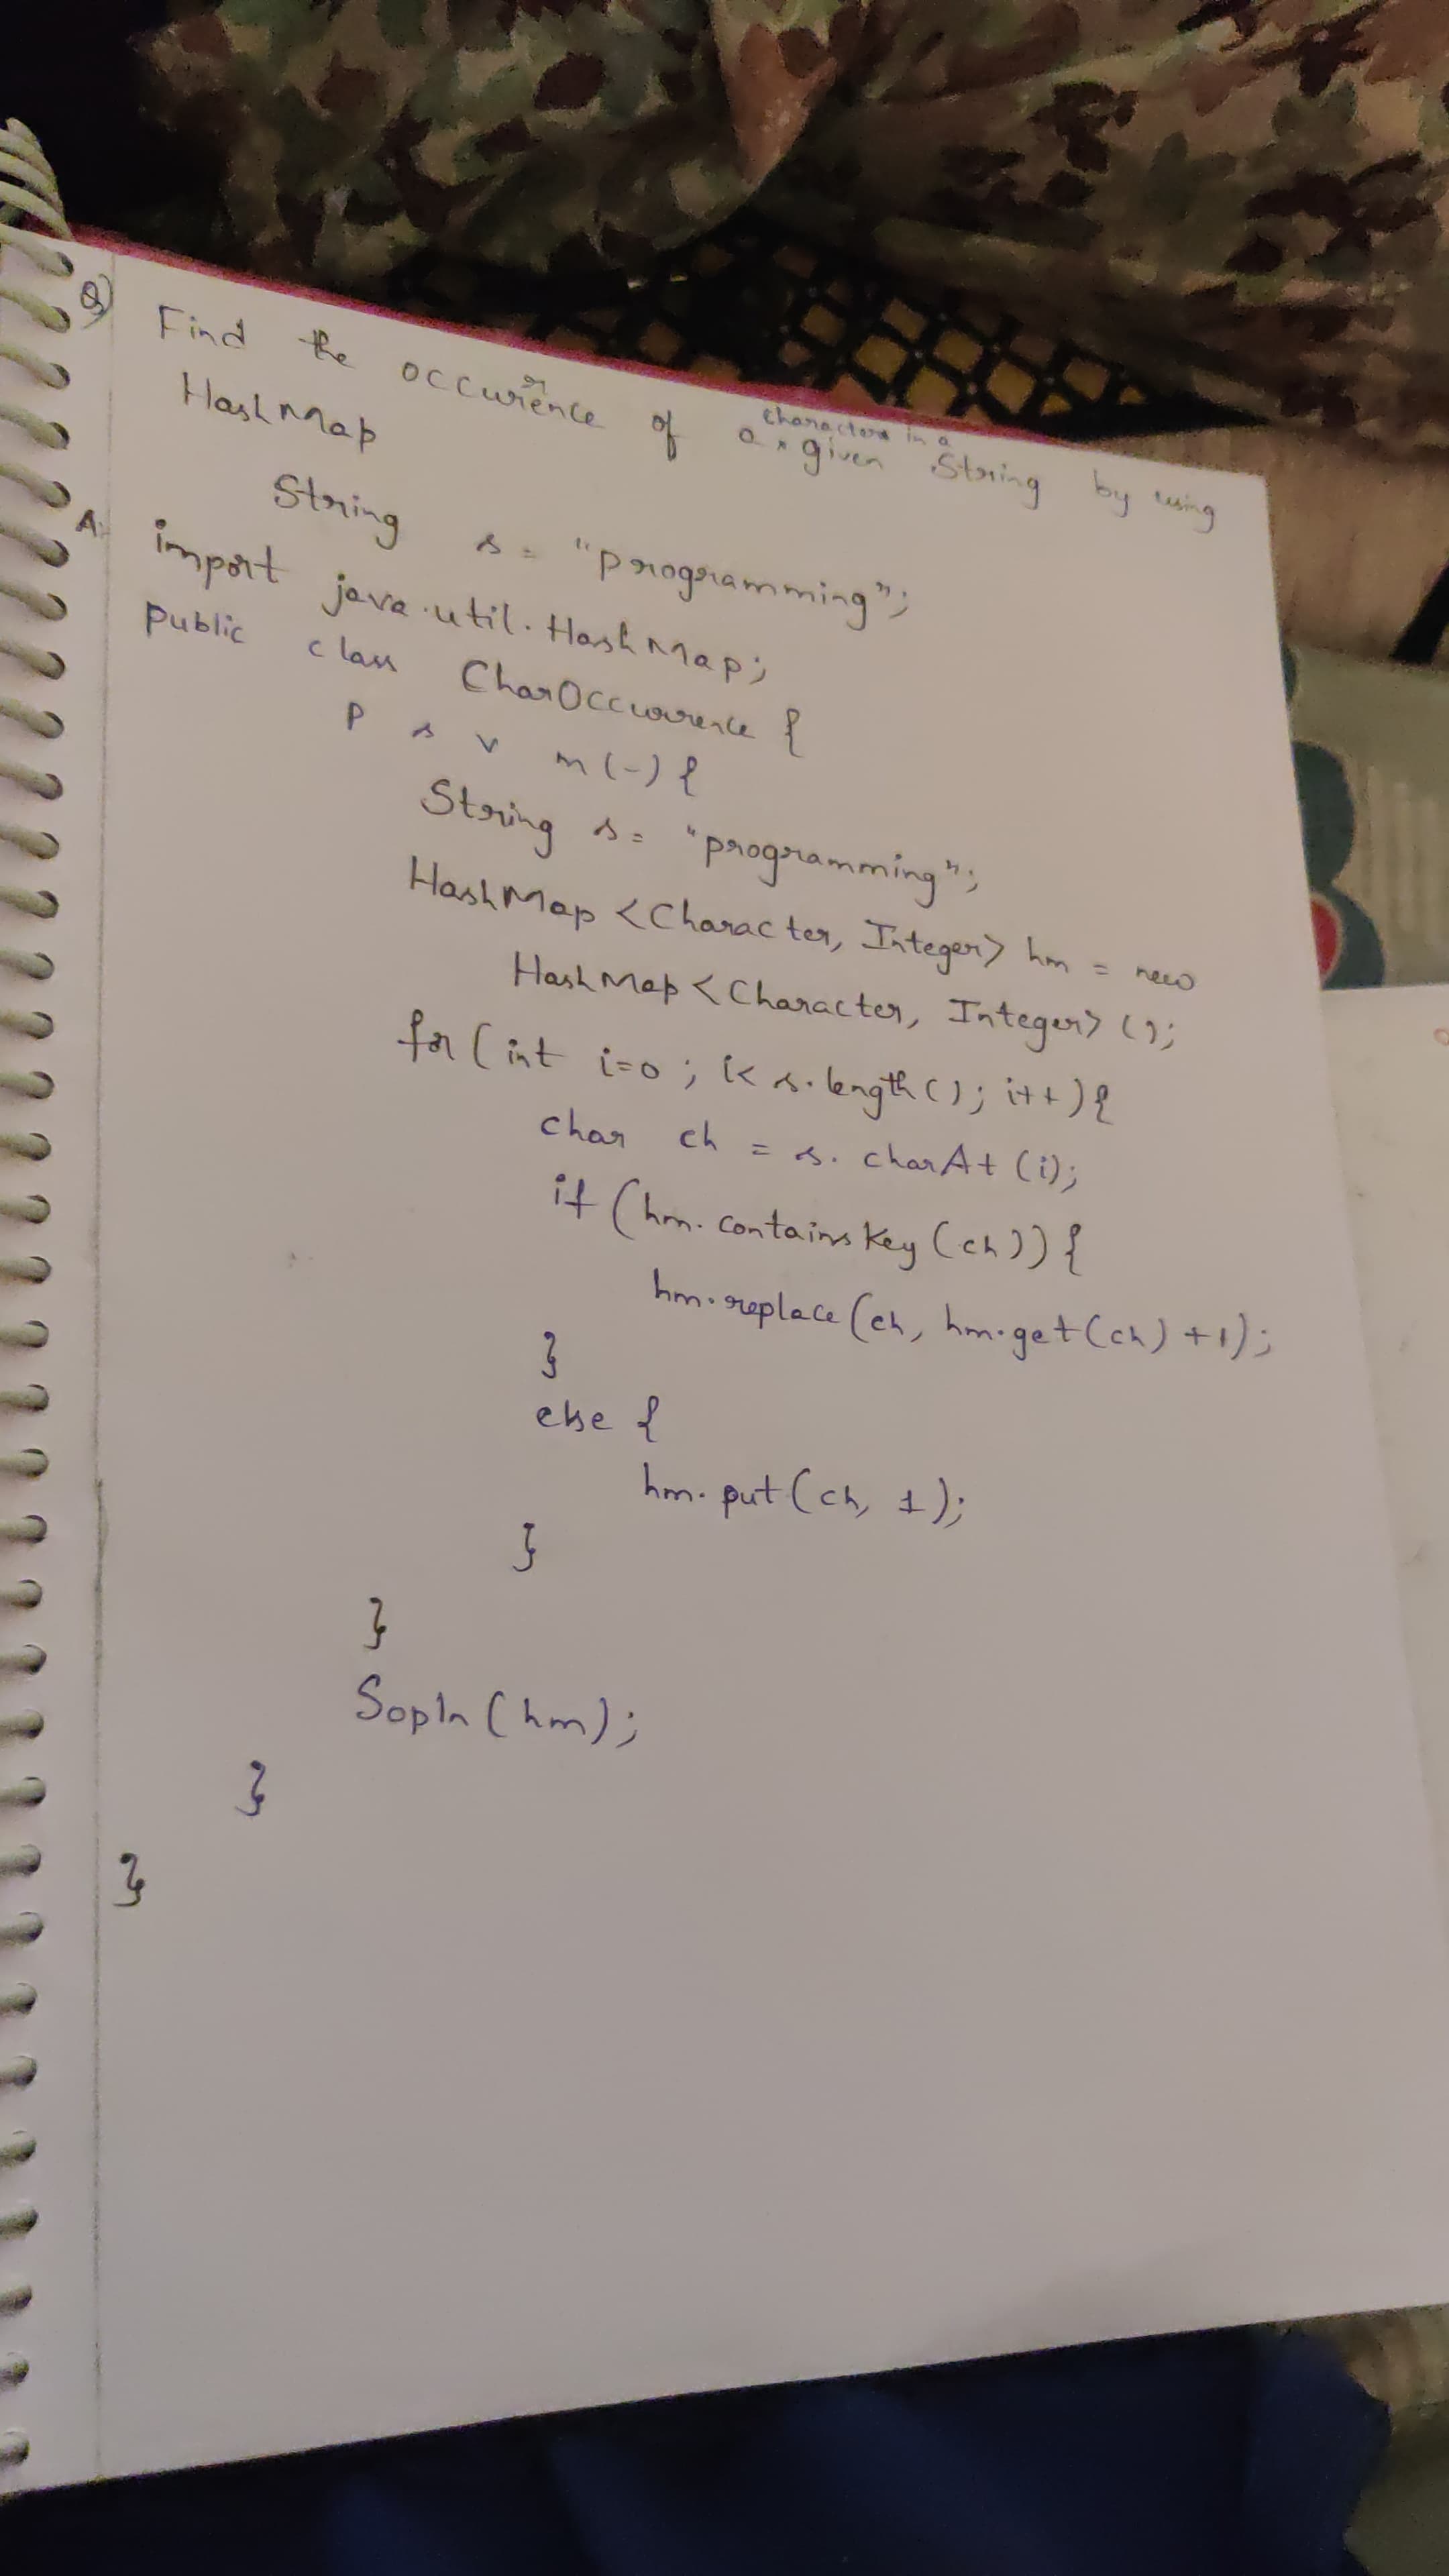 Q) Find the occurrence of a characters in a given String by using
HashMap
String s = "programming";
A: import java.util.HashMap;
public class CharOccurrence {
P s v m(-) {
String s = "programming";
HashMap <Character, Integer> hm = new
HashMap <Character, Integer> ();
for (int i=0 ; i< s.length(); i++) {
char ch = s. charAt (i);
if (hm. containsKey (ch)) {
hm.replace (ch, hm.get(ch) +1);
}
else {
hm. put (ch, 1);
}
}
Sopln (hm);
}
}